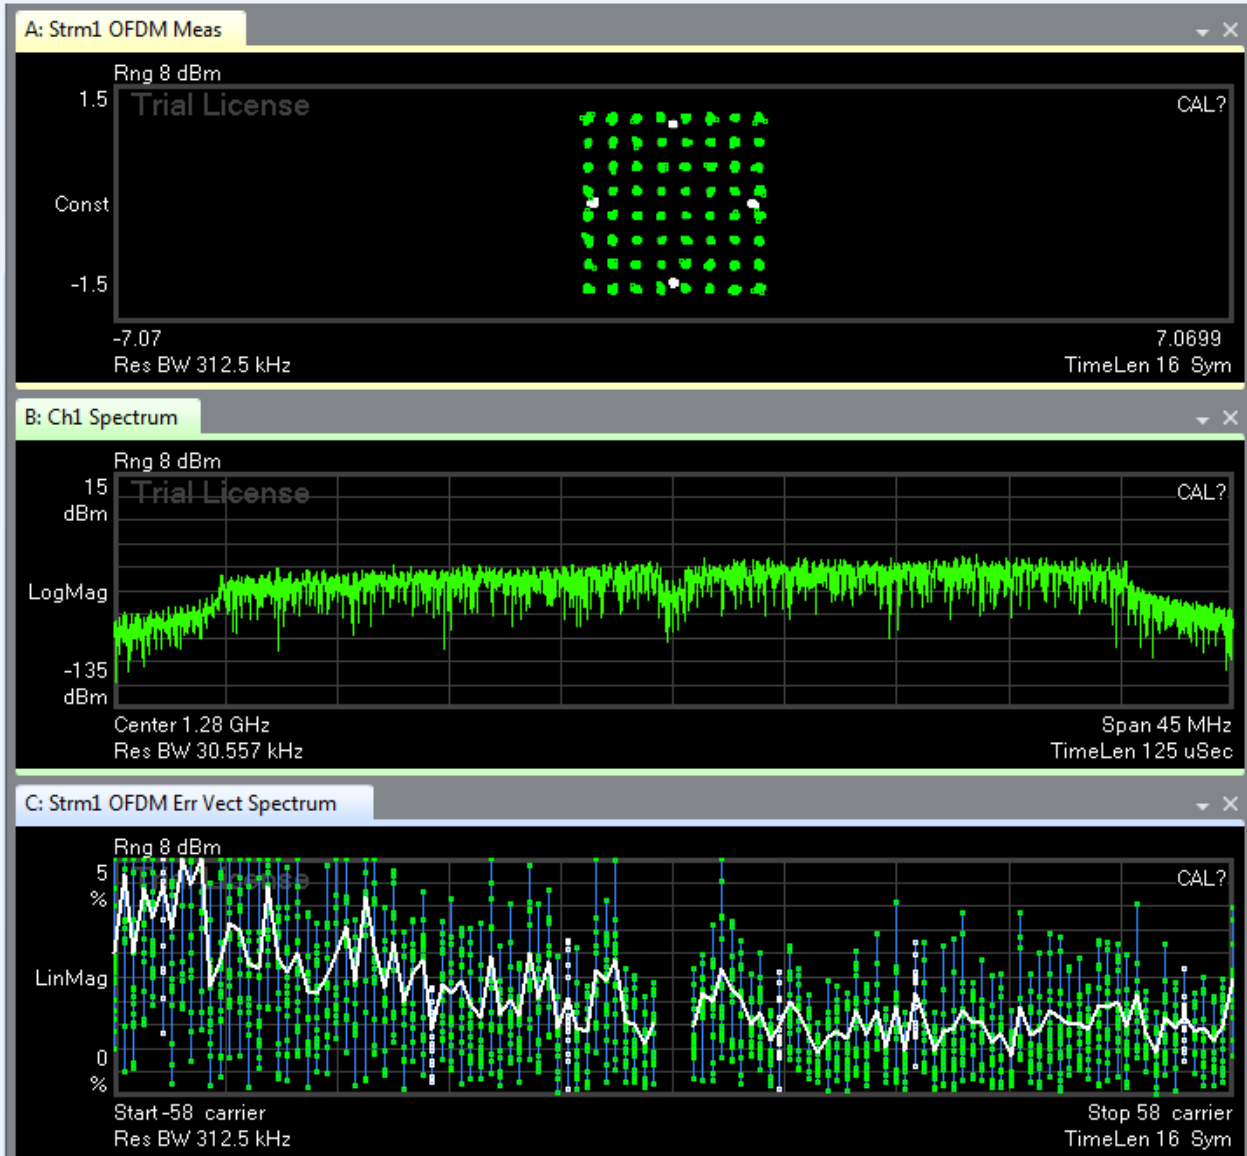 A: Strm1 OFDM Meas
Rng 8 dBm
1.5
Trial License
CAL?
Const
-1.5
-7.07
7.0699
Res BW 312.5 kHz
TimeLen 16 Sym
B: Ch1 Spectrum
Rng 8 dBm
15
dBm
Trial License
CAL?
LogMag
-135
dBm
Center 1.28 GHz
Span 45 MHz
Res BW 30.557 kHz
TimeLen 125 uSec
C: Strm1 OFDM Err Vect Spectrum
Rng 8 dBm
5
%
Trial License
CAL?
LinMag
0
%
Start -58 carrier
Stop 58 carrier
Res BW 312.5 kHz
TimeLen 16 Sym